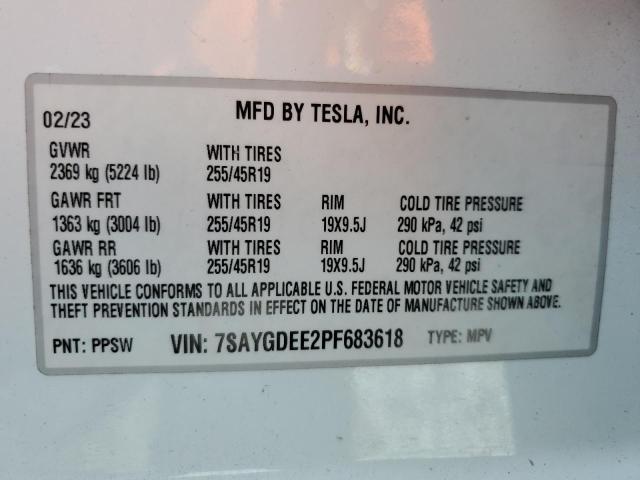 02/23 MFD BY TESLA, INC.
GVWR WITH TIRES
2369 kg (5224 lb) 255/45R19
GAWR FRT WITH TIRES RIM COLD TIRE PRESSURE
1363 kg (3004 lb) 255/45R19 19X9.5J 290 kPa, 42 psi
GAWR RR WITH TIRES RIM COLD TIRE PRESSURE
1636 kg (3606 lb) 255/45R19 19X9.5J 290 kPa, 42 psi
THIS VEHICLE CONFORMS TO ALL APPLICABLE U.S. FEDERAL MOTOR VEHICLE SAFETY AND
THEFT PREVENTION STANDARDS IN EFFECT ON THE DATE OF MANUFACTURE SHOWN ABOVE.
PNT: PPSW VIN: 7SAYGDEE2PF683618 TYPE: MPV